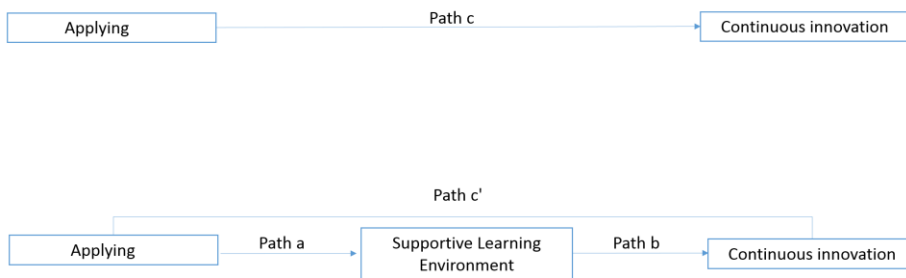 Path c
Applying
Continuous innovation
Path c'
Applying
Path a
Supportive Learning
Environment
Path b
Continuous innovation